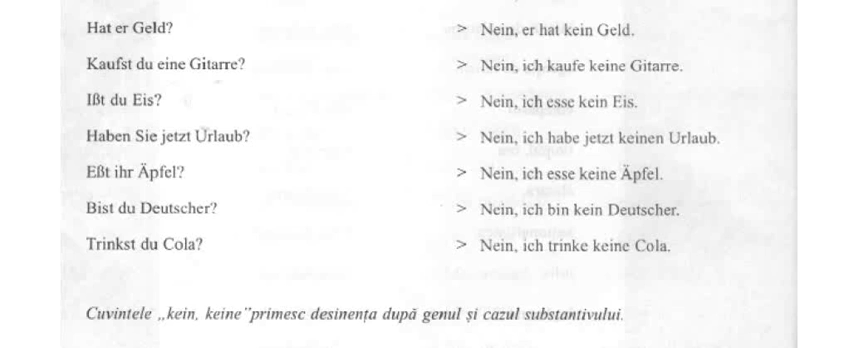 Hat er Geld? > Nein, er hat kein Geld.
Kaufst du eine Gitarre? > Nein, ich kaufe keine Gitarre.
Ißt du Eis? > Nein, ich esse kein Eis.
Haben Sie jetzt Urlaub? > Nein, ich habe jetzt keinen Urlaub.
Eßt ihr Äpfel? > Nein, ich esse keine Äpfel.
Bist du Deutscher? > Nein, ich bin kein Deutscher.
Trinkst du Cola? > Nein, ich trinke keine Cola.
Cuvintele „kein, keine” primesc desinența după genul și cazul substantivului.